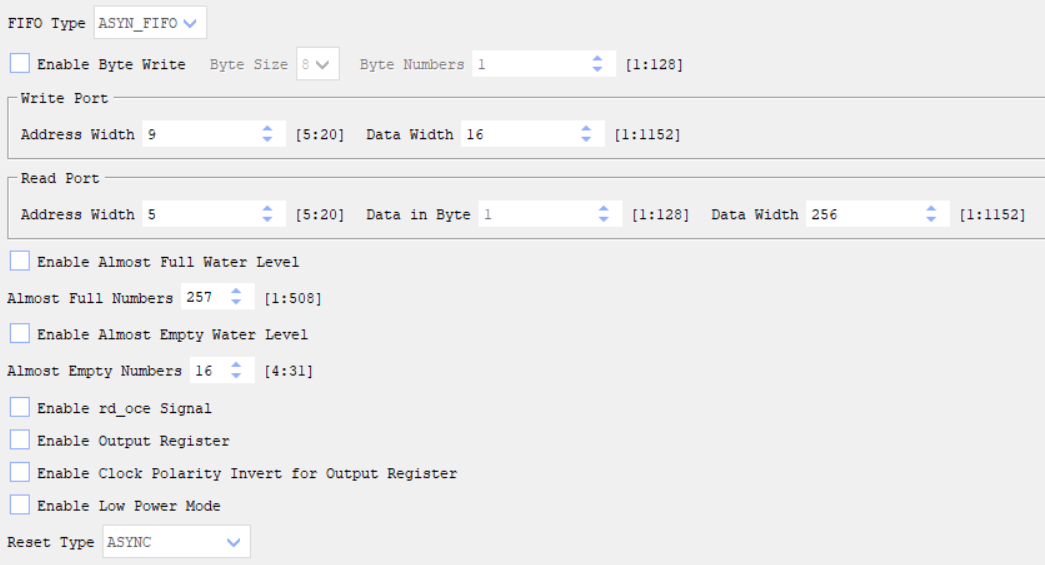 FIFO Type ASYN_FIFO
Enable Byte Write Byte Size 8 Byte Numbers 1 [1:128]
Write Port
Address Width 9 [5:20] Data Width 16 [1:1152]
Read Port
Address Width 5 [5:20] Data in Byte 1 [1:128] Data Width 256 [1:1152]
Enable Almost Full Water Level
Almost Full Numbers 257 [1:508]
Enable Almost Empty Water Level
Almost Empty Numbers 16 [4:31]
Enable rd_oce Signal
Enable Output Register
Enable Clock Polarity Invert for Output Register
Enable Low Power Mode
Reset Type ASYNC